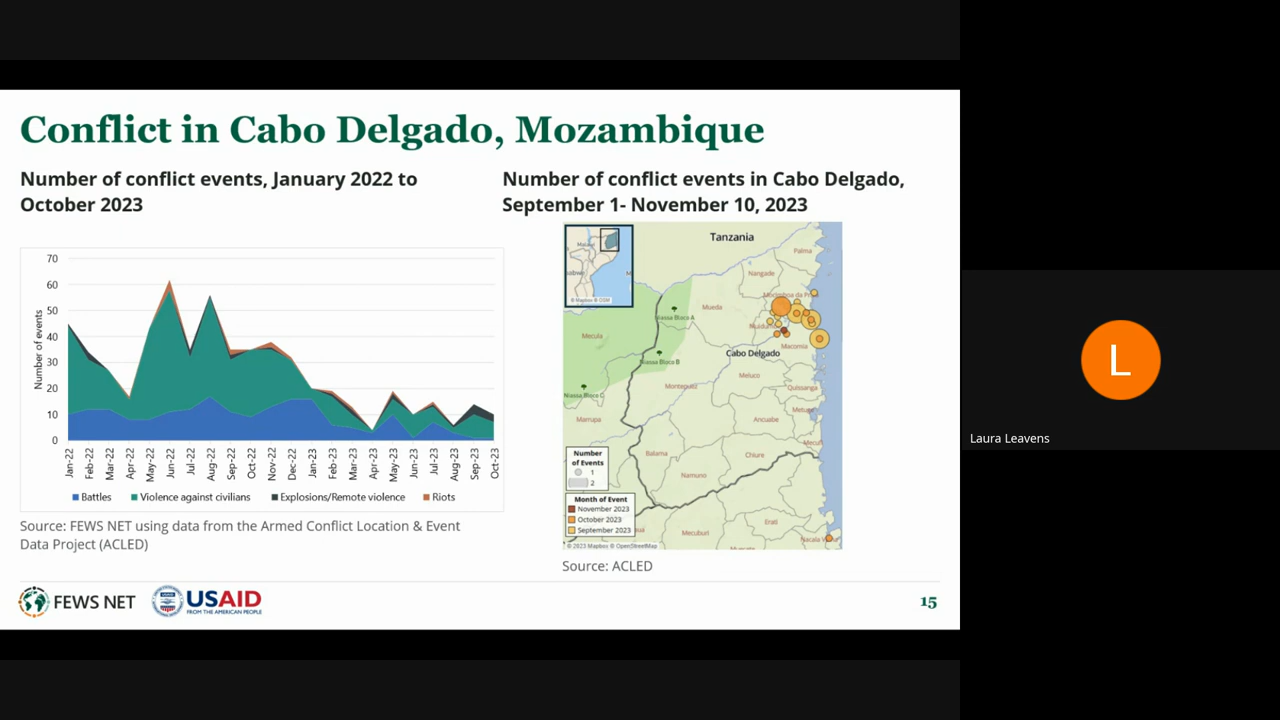 Conflict in Cabo Delgado, Mozambique
Number of conflict events, January 2022 to
October 2023
70
60
50
40
30
20
10
0
Number of events
Jan-22
Feb-22
Mar-22
Apr-22
May-22
Jun-22
Jul-22
Aug-22
Sep-22
Oct-22
Nov-22
Dec-22
Jan-23
Feb-23
Mar-23
Apr-23
May-23
Jun-23
Jul-23
Aug-23
Sep-23
Oct-23
Battles
Violence against civilians
Explosions/Remote violence
Riots
Source: FEWS NET using data from the Armed Conflict Location & Event
Data Project (ACLED)
Number of conflict events in Cabo Delgado,
September 1- November 10, 2023
Tanzania
Palma
Nangade
Mueda
Niassa Bloco A
Mecula
Macomia
Niassa Bloco B
Cabo Delgado
Meluco
Montepuez
Quissanga
Niassa Bloco C
Marrupa
Ancuabe
Balama
Chiure
Namuno
Mecuburi
Erati
Number
of Events
1
2
Month of Event
November 2023
October 2023
September 2023
© 2023 Mapbox © OpenStreetMap
Source: ACLED
FEWS NET
USAID
FROM THE AMERICAN PEOPLE
15
L
Laura Leavens